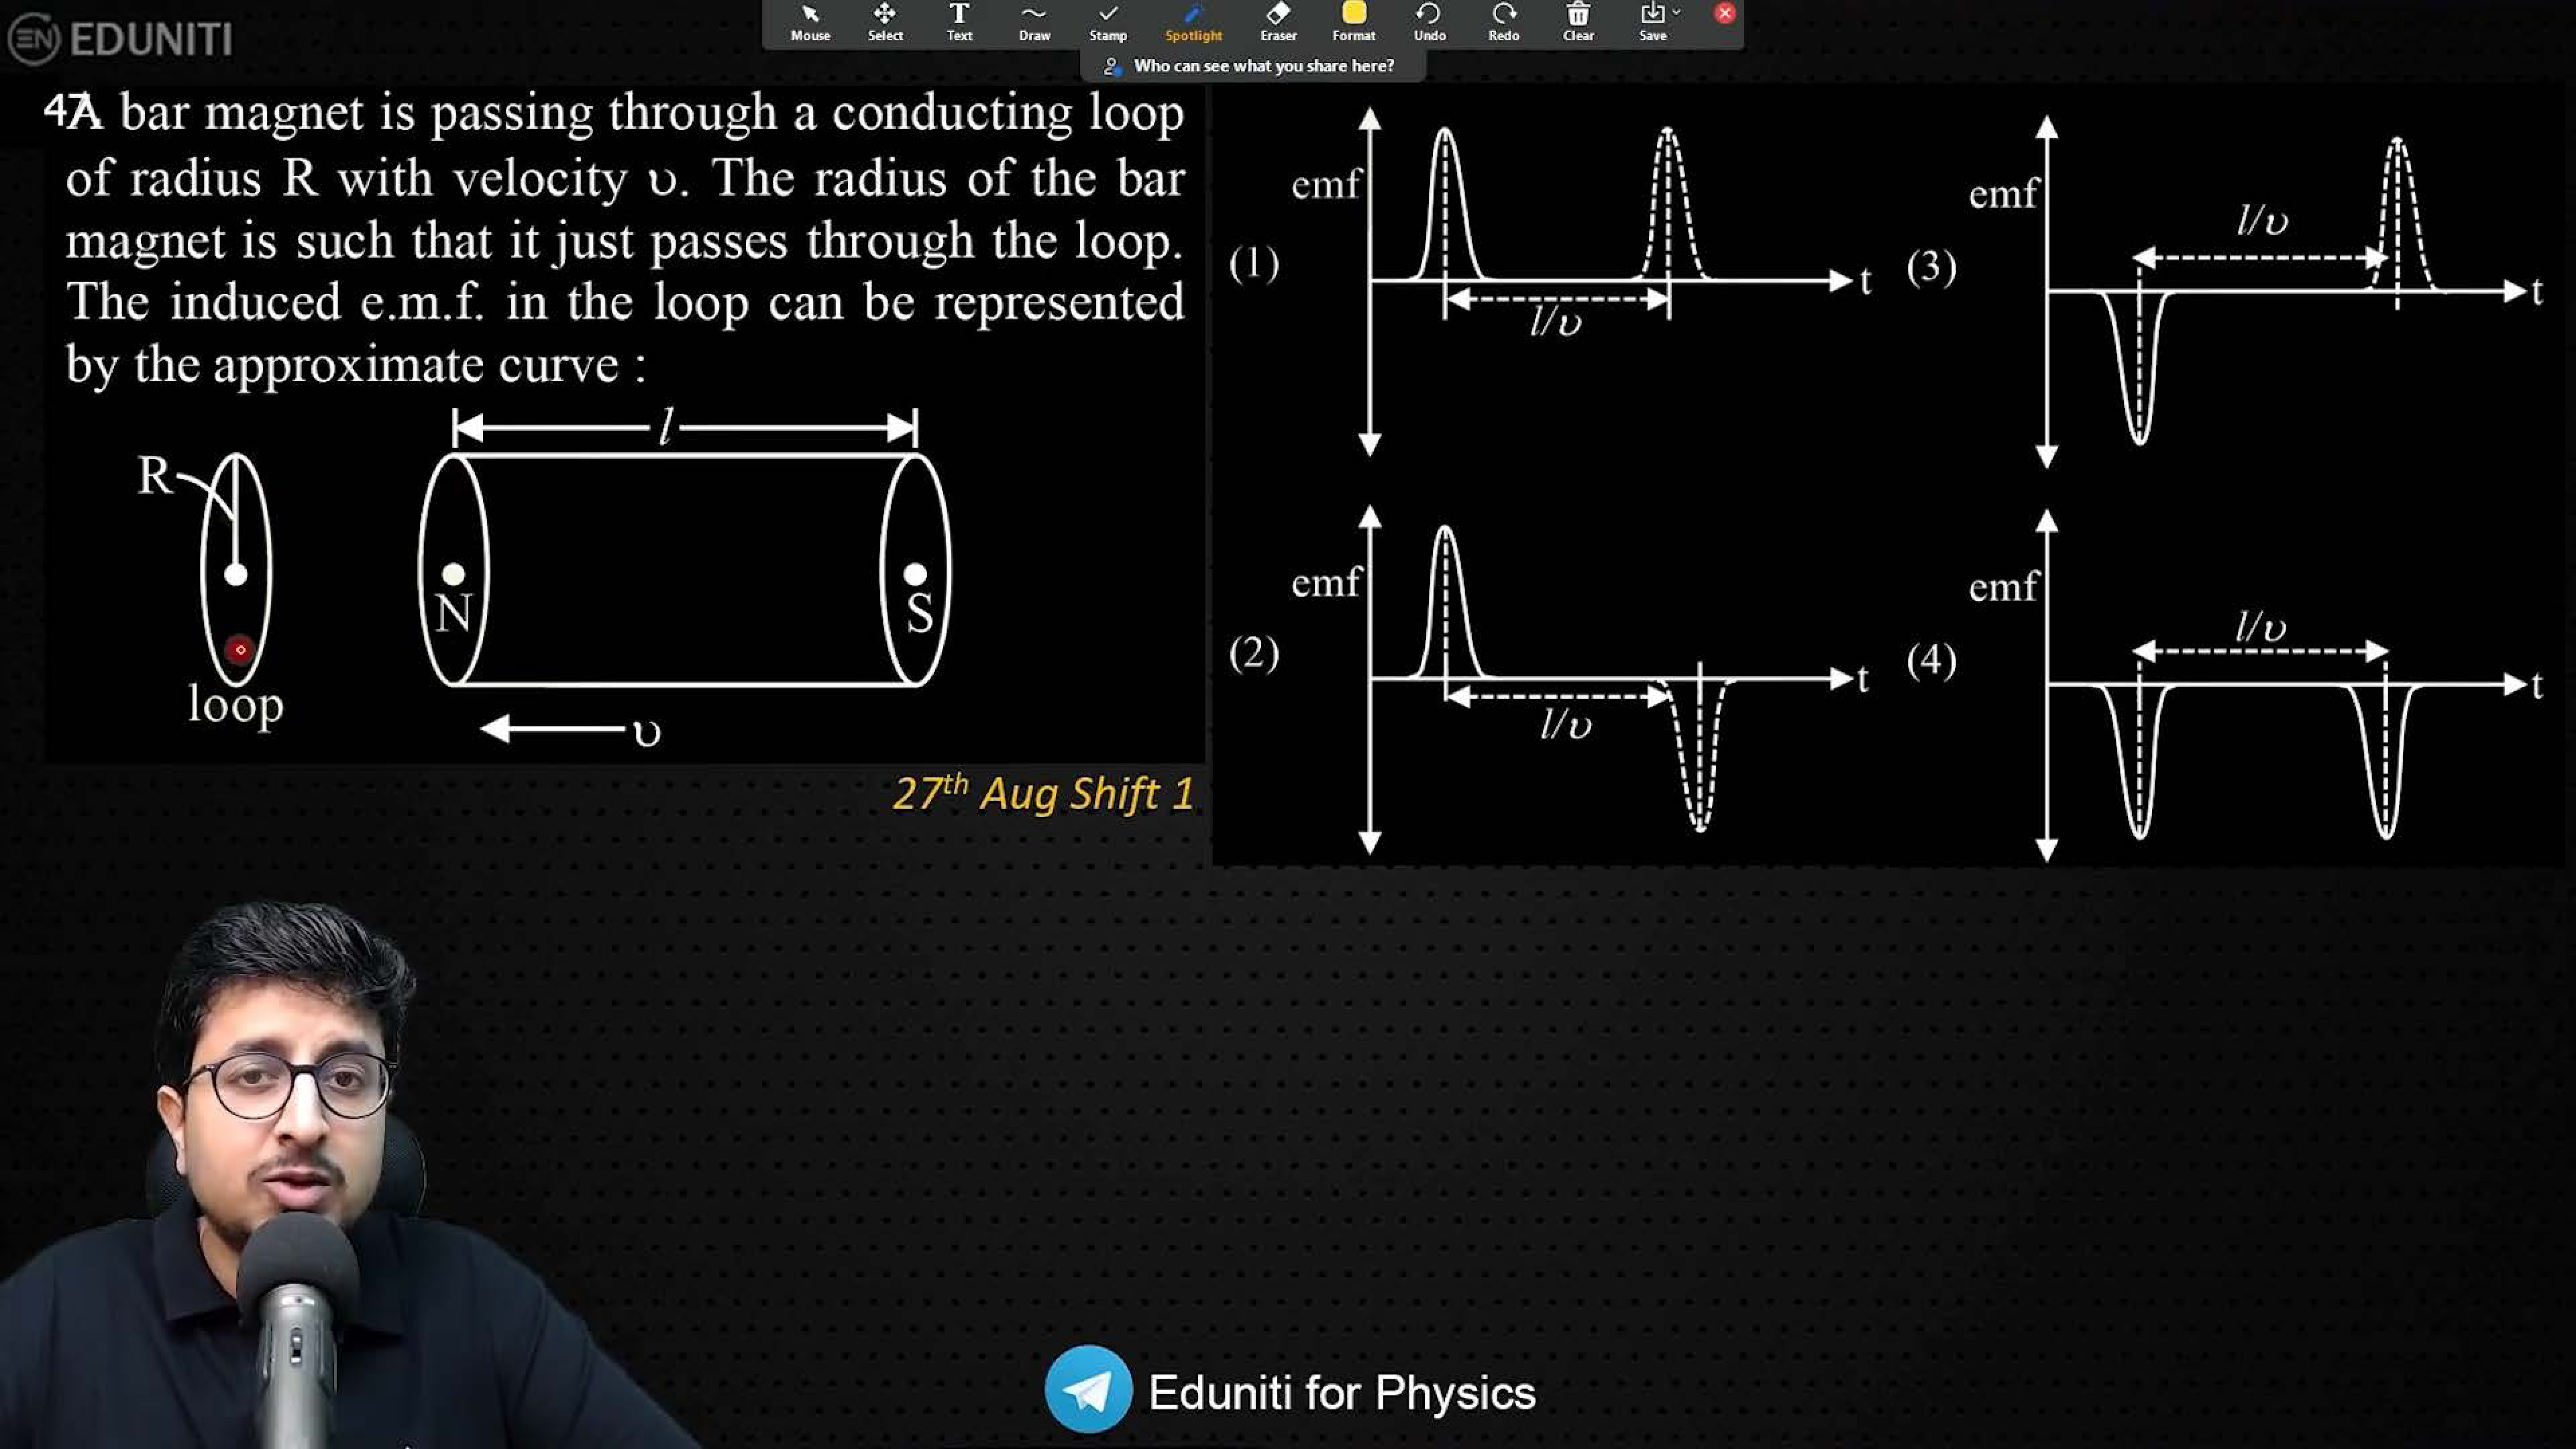 EN EDUNITI
Mouse Select Text Draw Stamp Spotlight Eraser Format Undo Redo Clear Save
Who can see what you share here?
47A bar magnet is passing through a conducting loop
of radius R with velocity υ. The radius of the bar
magnet is such that it just passes through the loop.
The induced e.m.f. in the loop can be represented
by the approximate curve :
l
R
N
S
loop
υ
27th Aug Shift 1
(1)
emf
t
l/υ
(2)
emf
t
l/υ
(3)
emf
t
l/υ
(4)
emf
t
l/υ
Eduniti for Physics